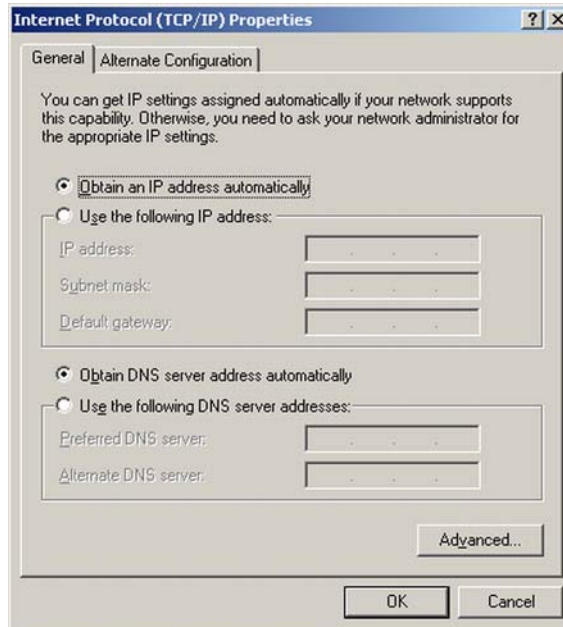 Internet Protocol (TCP/IP) Properties
General
Alternate Configuration
You can get IP settings assigned automatically if your network supports
this capability. Otherwise, you need to ask your network administrator for
the appropriate IP settings.
Obtain an IP address automatically
Use the following IP address:
IP address:
Subnet mask:
Default gateway:
Obtain DNS server address automatically
Use the following DNS server addresses:
Preferred DNS server:
Alternate DNS server:
Advanced...
OK
Cancel